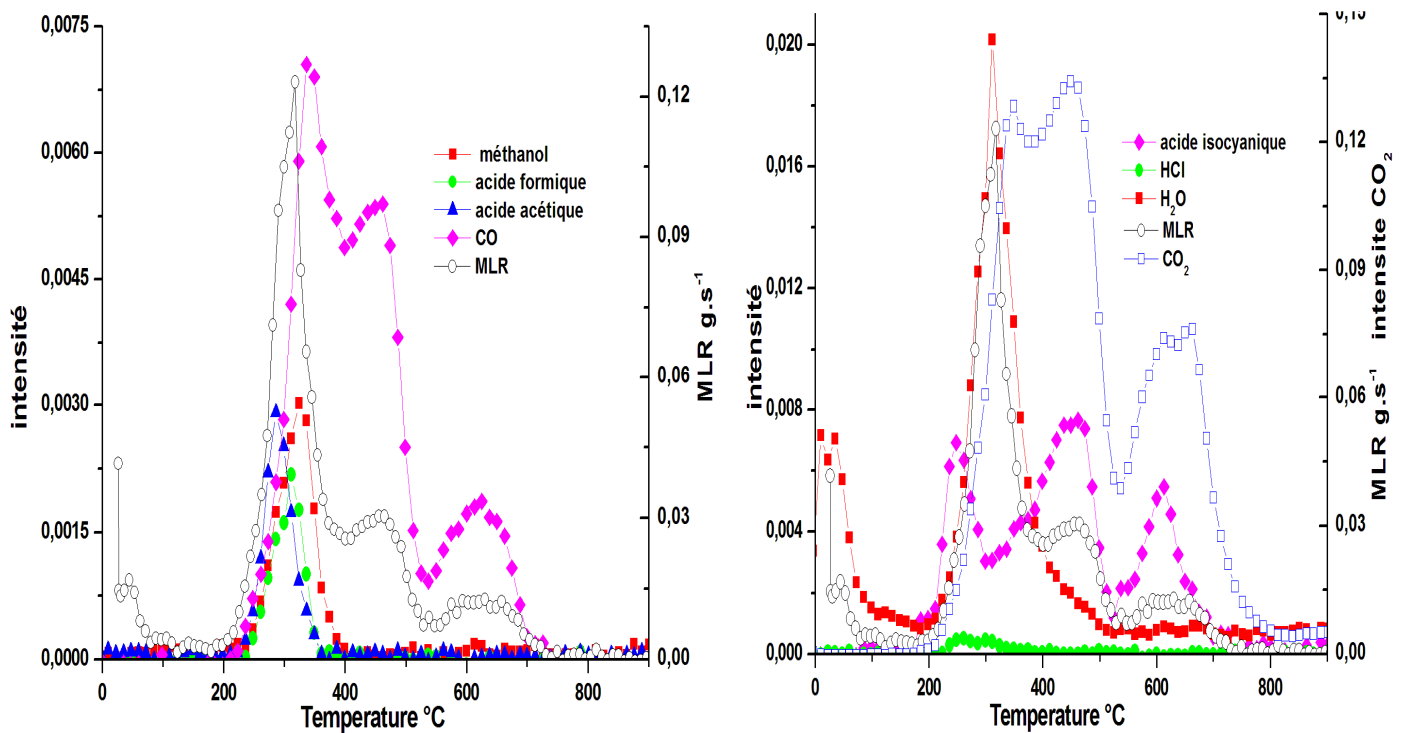 0,0075
0,0060
0,0045
0,0030
0,0015
0,0000
intensité
0
200
400
600
800
Temperature °C
0,12
0,09
0,06
0,03
0,00
MLR g.s⁻¹
méthanol
acide formique
acide acétique
CO
MLR
0,020
0,016
0,012
0,008
0,004
0,000
intensité
0
200
400
600
800
Temperature °C
0,15
0,12
0,09
0,06
0,03
0,00
MLR g.s⁻¹ intensite CO₂
acide isocyanique
HCl
H₂O
MLR
CO₂